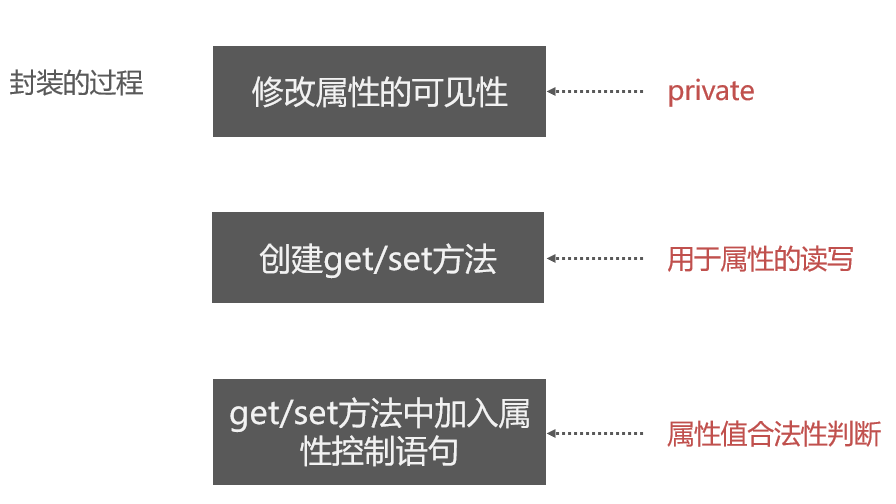 封装的过程
修改属性的可见性
private
创建get/set方法
用于属性的读写
get/set方法中加入属
性控制语句
属性值合法性判断